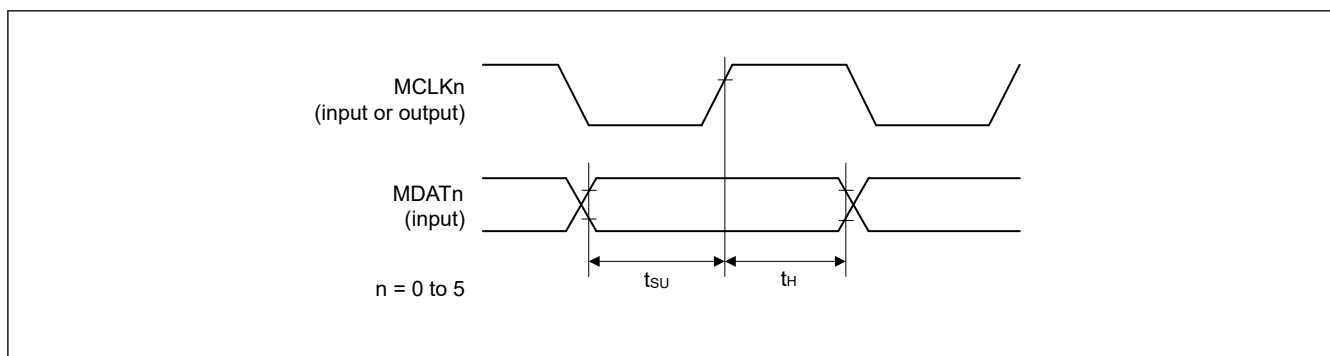 MCLKn
(input or output)
MDATn
(input)
tSU
tH
n = 0 to 5